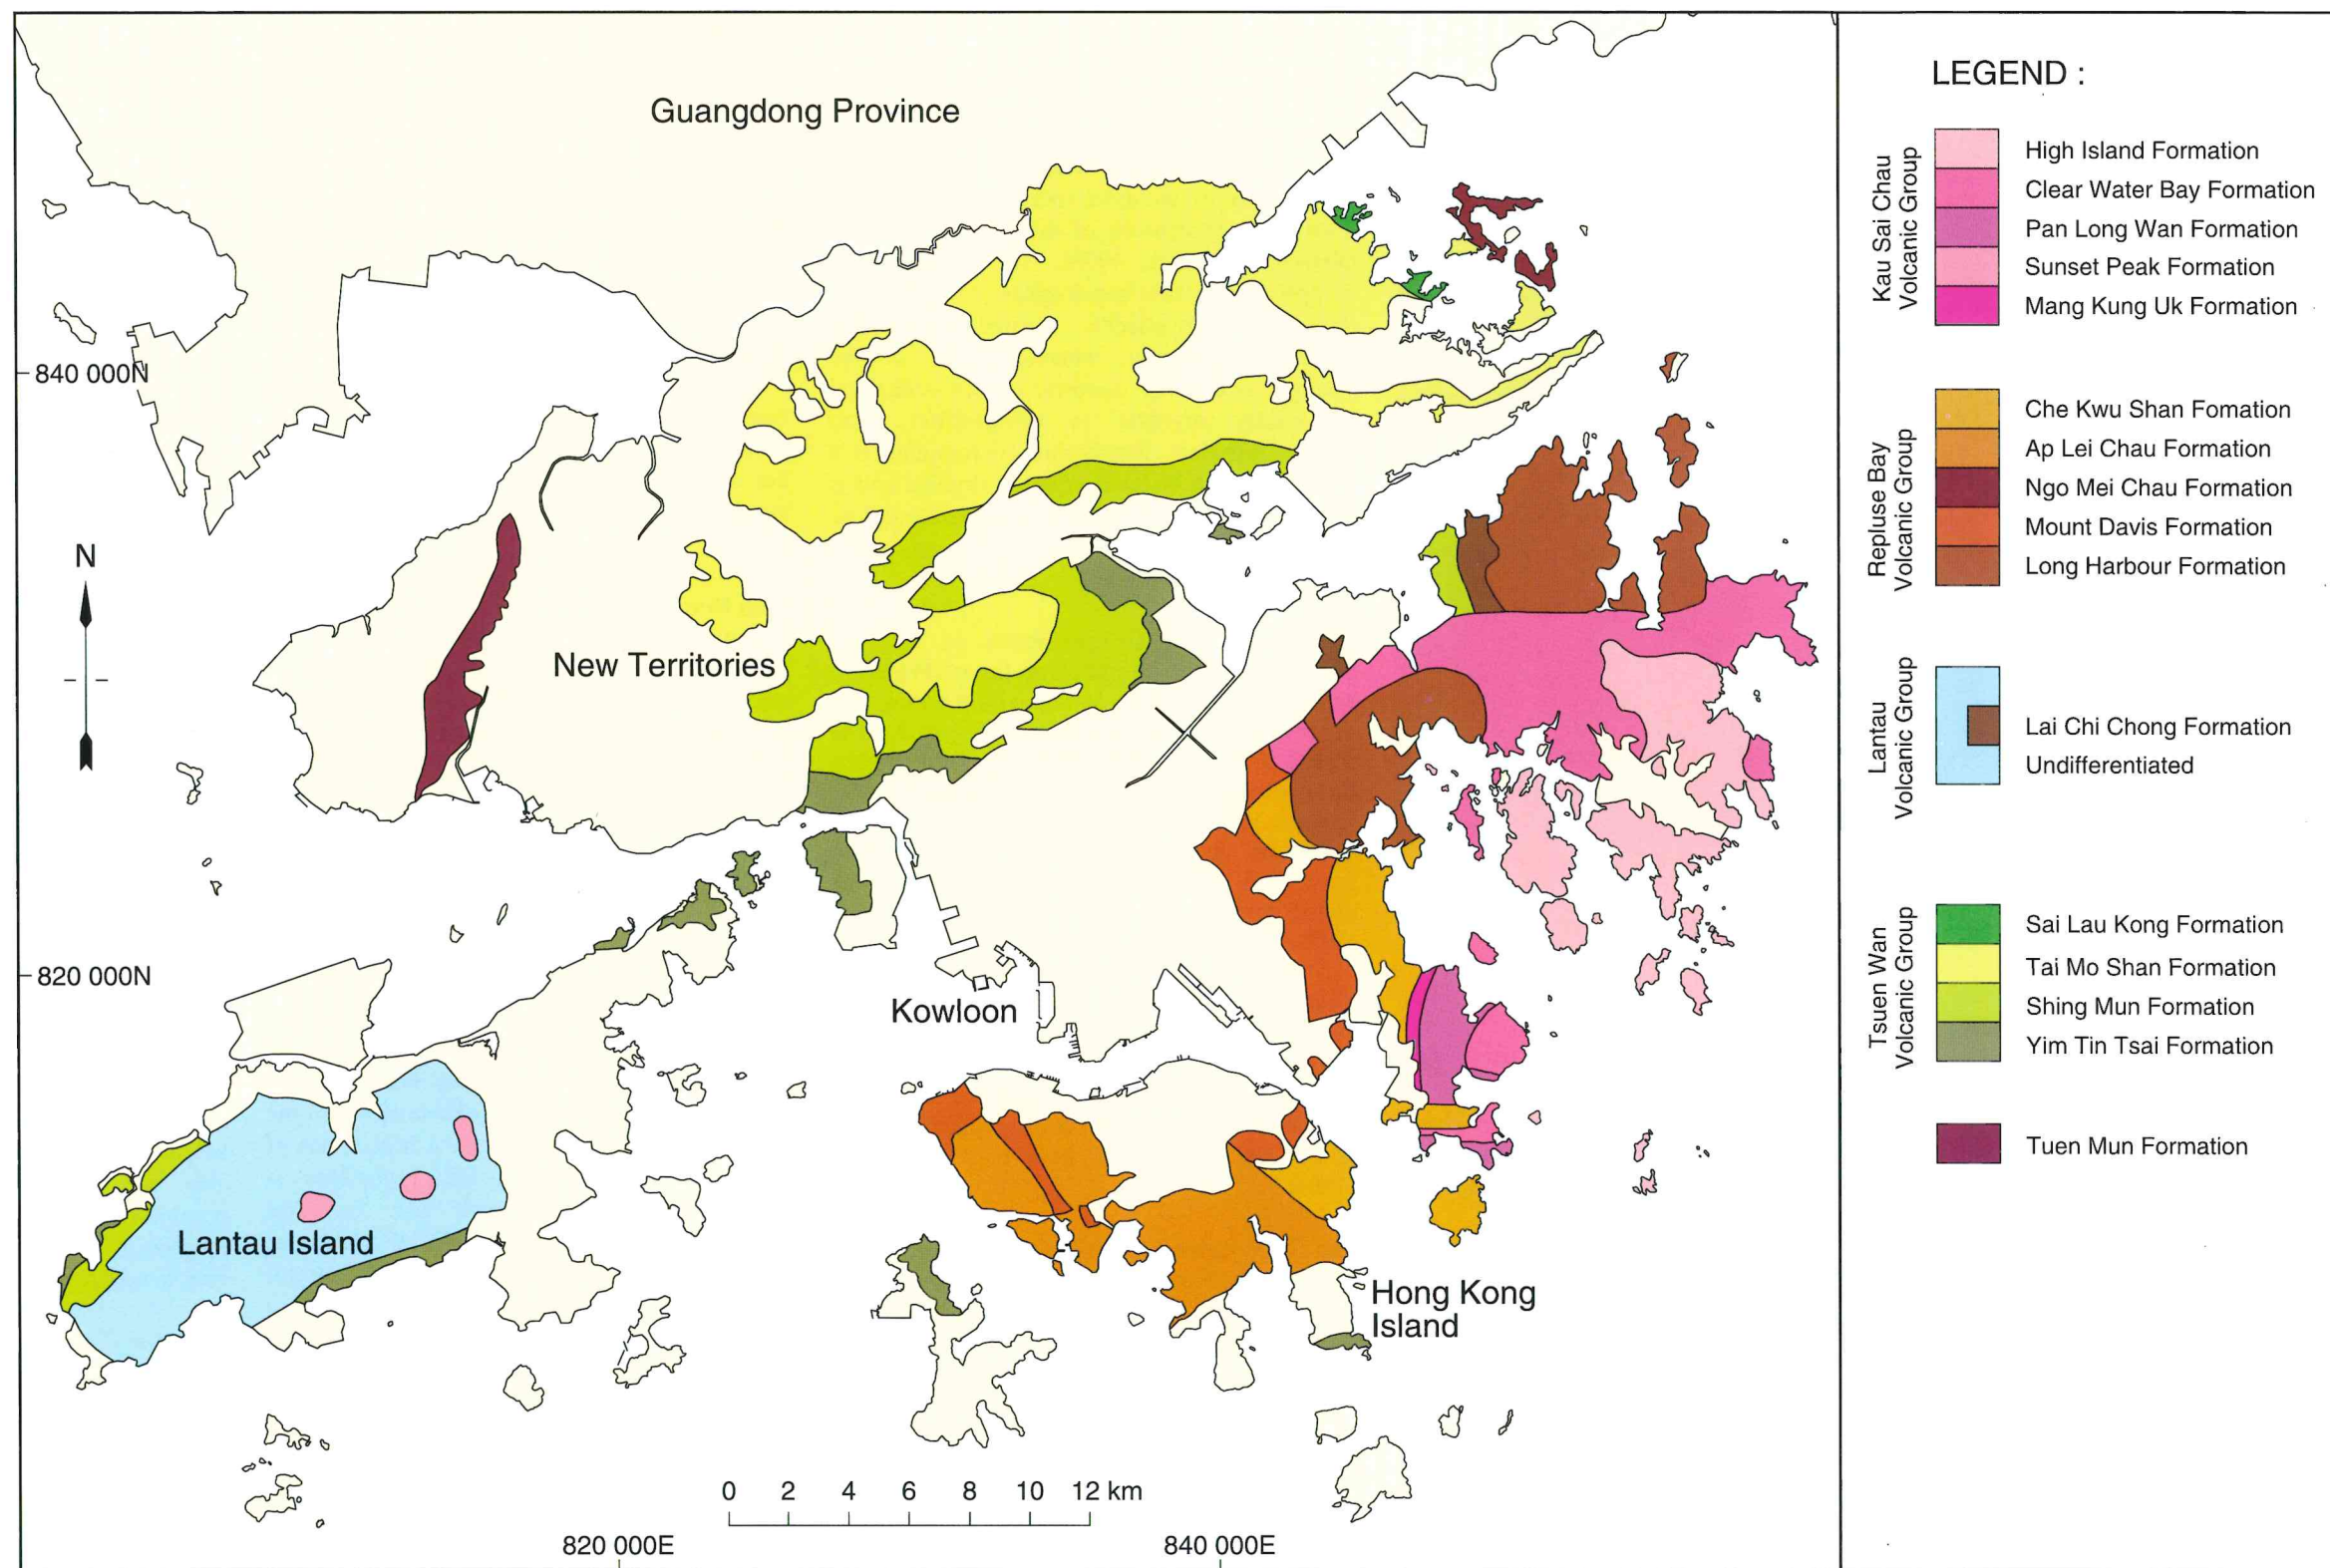 Guangdong Province
840 000N
N
New Territories
820 000N
Kowloon
Lantau Island
Hong Kong
Island
0 2 4 6 8 10 12 km
820 000E
840 000E
LEGEND :
Kau Sai Chau
Volcanic Group
High Island Formation
Clear Water Bay Formation
Pan Long Wan Formation
Sunset Peak Formation
Mang Kung Uk Formation
Repluse Bay
Volcanic Group
Che Kwu Shan Fomation
Ap Lei Chau Formation
Ngo Mei Chau Formation
Mount Davis Formation
Long Harbour Formation
Lantau
Volcanic Group
Lai Chi Chong Formation
Undifferentiated
Tsuen Wan
Volcanic Group
Sai Lau Kong Formation
Tai Mo Shan Formation
Shing Mun Formation
Yim Tin Tsai Formation
Tuen Mun Formation